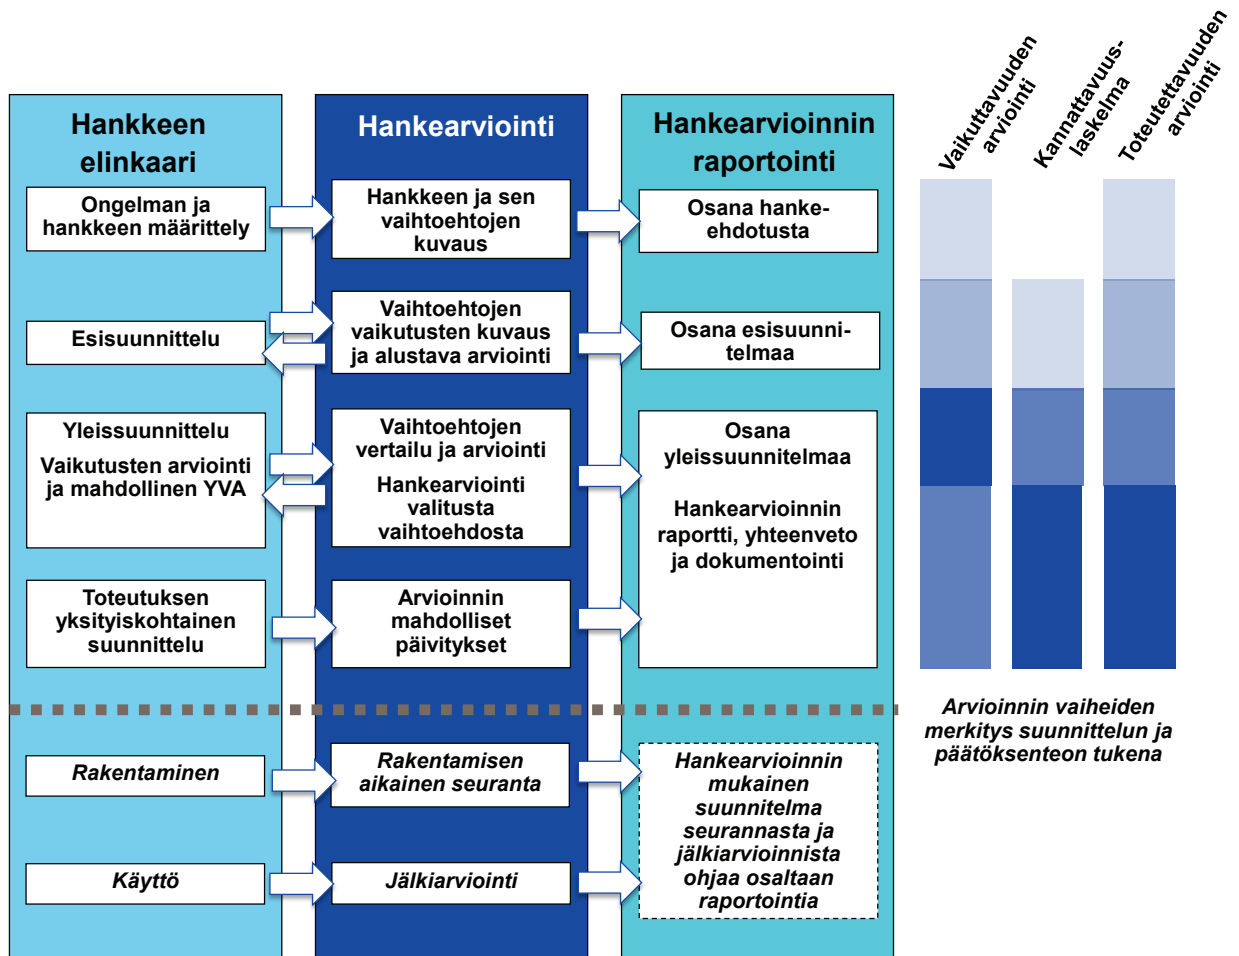 Hankkeen
elinkaari
Ongelman ja
hankkeen määrittely
Esisuunnittelu
Yleissuunnittelu
Vaikutusten arviointi
ja mahdollinen YVA
Toteutuksen
yksityiskohtainen
suunnittelu
Rakentaminen
Käyttö
Hankearviointi
Hankkeen ja sen
vaihtoehtojen
kuvaus
Vaihtoehtojen
vaikutusten kuvaus
ja alustava arviointi
Vaihtoehtojen
vertailu ja arviointi
Hankearviointi
valitusta
vaihtoehdosta
Arvioinnin
mahdolliset
päivitykset
Rakentamisen
aikainen seuranta
Jälkiarviointi
Hankearvioinnin
raportointi
Osana hanke-
ehdotusta
Osana esisuunni-
telmaa
Osana
yleissuunnitelmaa
Hankearvioinnin
raportti, yhteenveto
ja dokumentointi
Hankearvioinnin
mukainen
suunnitelma
seurannasta ja
jälkiarvioinnista
ohjaa osaltaan
raportointia
Vaikuttavuuden
arviointi
Kannattavuus-
laskelma
Toteutettavuuden
arviointi
Arvioinnin vaiheiden
merkitys suunnittelun ja
päätöksenteon tukena